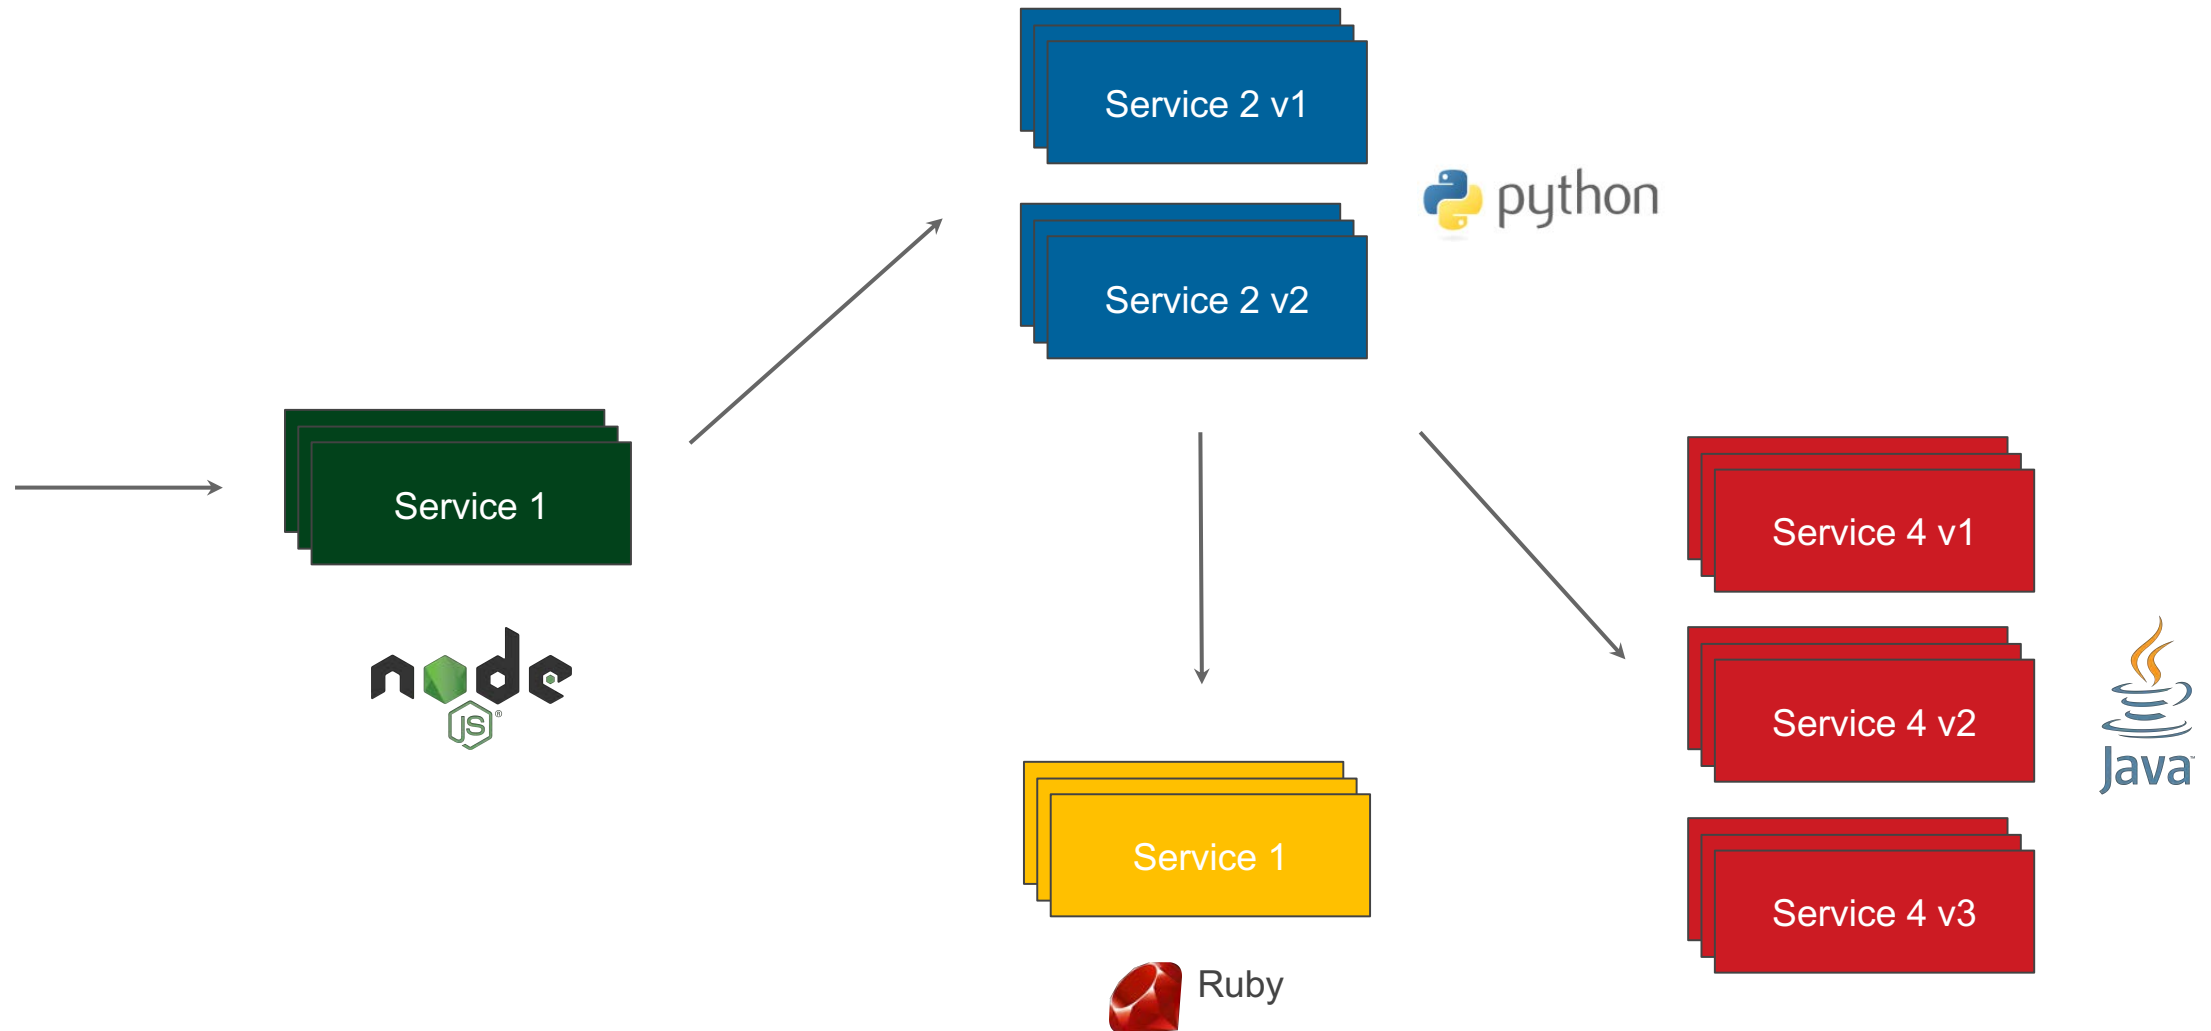 Service 2 v1
python
Service 2 v2
Service 1
node
JS®
Service 4 v1
Service 4 v2
Java™
Service 1
Service 4 v3
Ruby